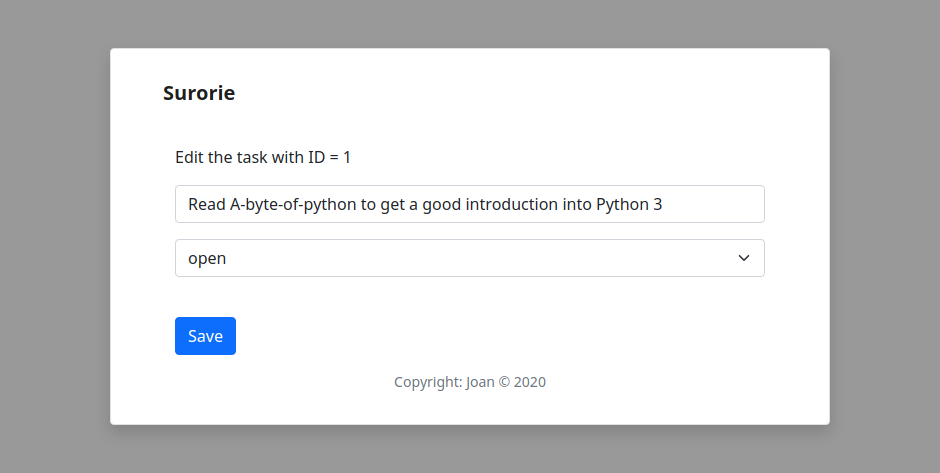 Surorie
Edit the task with ID = 1
Read A-byte-of-python to get a good introduction into Python 3
open
Save
Copyright: Joan © 2020